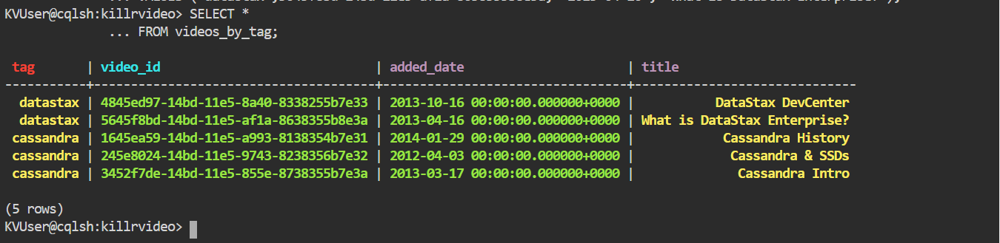 KVUser@cqlsh:killrvideo> SELECT *
... FROM videos_by_tag;
tag | video_id | added_date | title
-----------+--------------------------------------+---------------------------------+-----------------------------
datastax | 4845ed97-14bd-11e5-8a40-8338255b7e33 | 2013-10-16 00:00:00.000000+0000 | DataStax DevCenter
datastax | 5645f8bd-14bd-11e5-af1a-8638355b8e3a | 2013-04-16 00:00:00.000000+0000 | What is DataStax Enterprise?
cassandra | 1645ea59-14bd-11e5-a993-8138354b7e31 | 2014-01-29 00:00:00.000000+0000 | Cassandra History
cassandra | 245e8024-14bd-11e5-9743-8238356b7e32 | 2012-04-03 00:00:00.000000+0000 | Cassandra & SSDs
cassandra | 3452f7de-14bd-11e5-855e-8738355b7e3a | 2013-03-17 00:00:00.000000+0000 | Cassandra Intro
(5 rows)
KVUser@cqlsh:killrvideo>